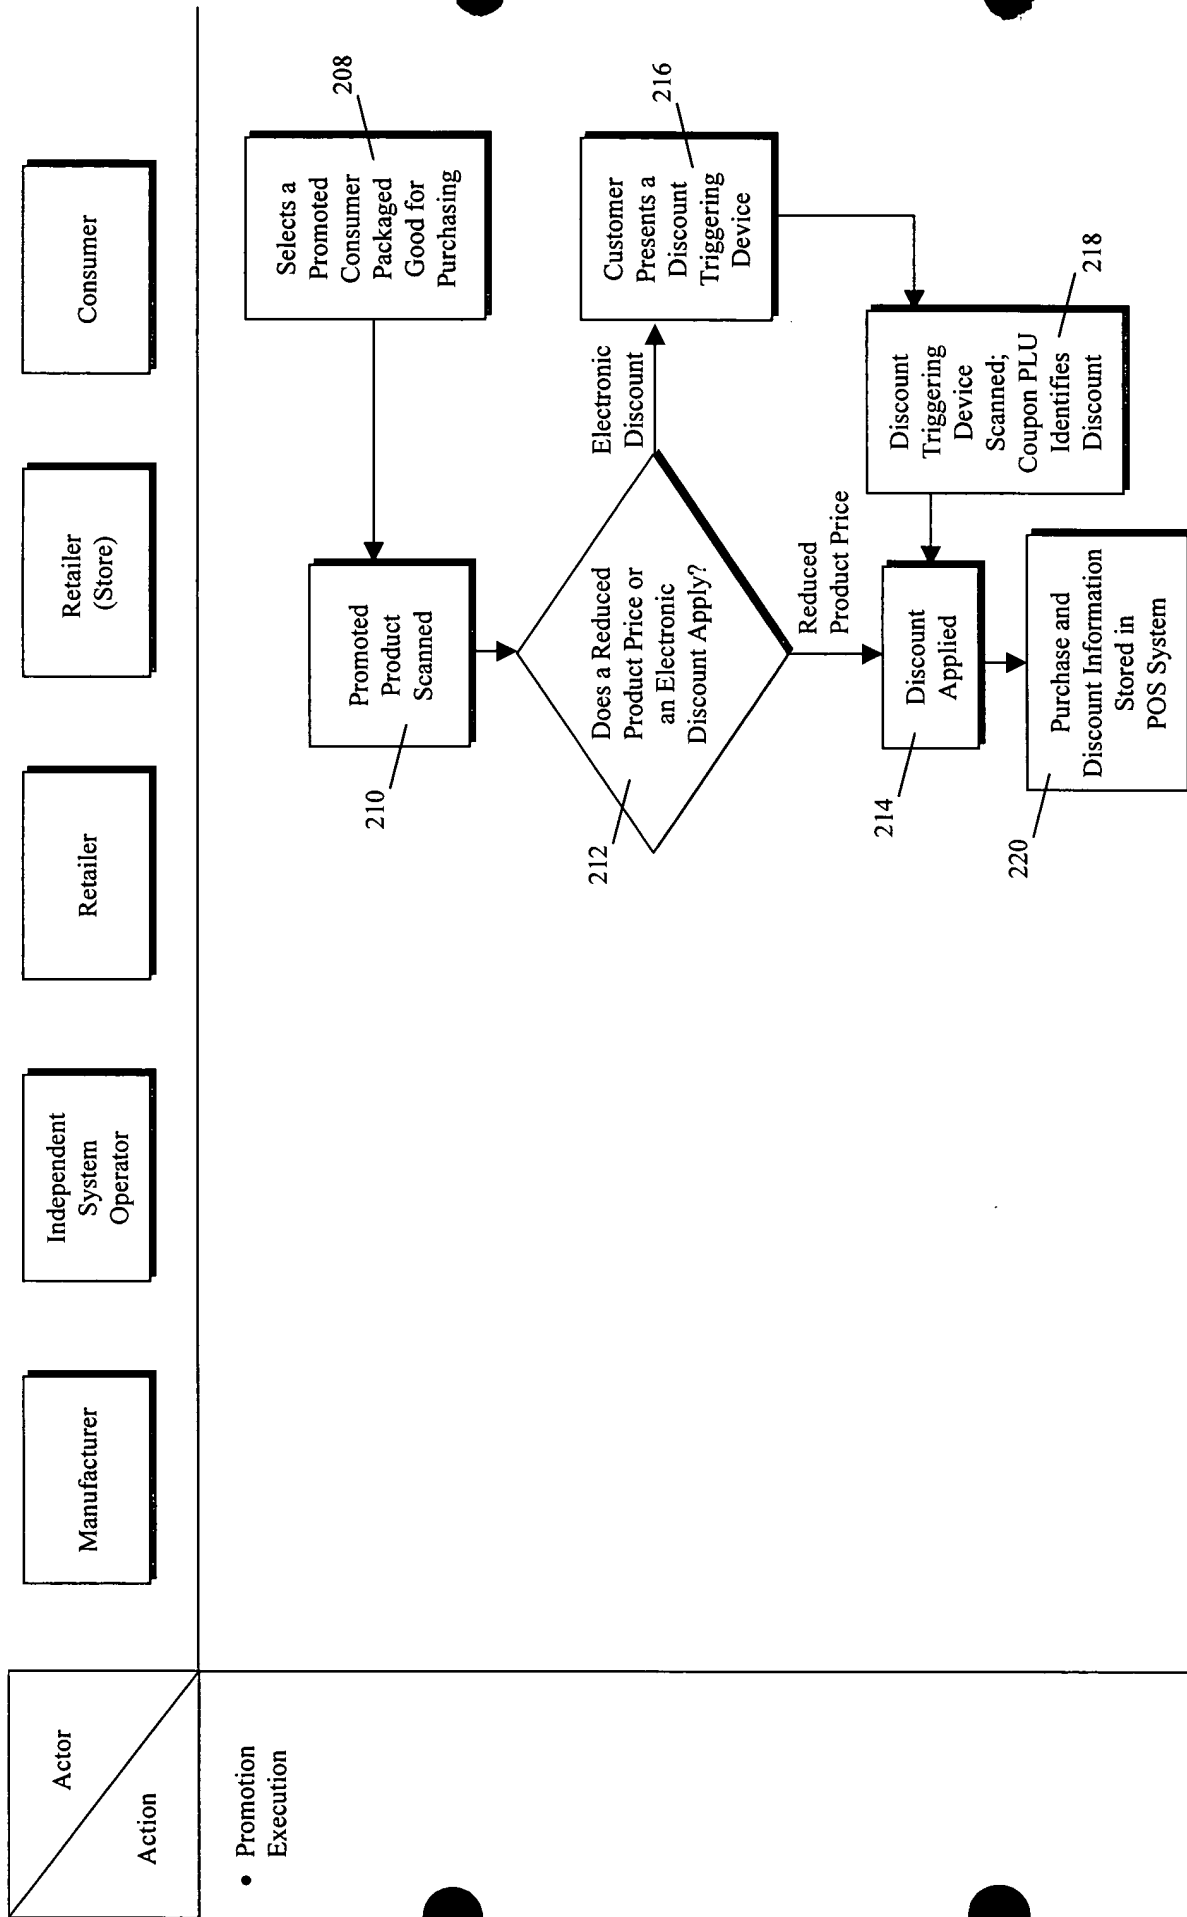 Actor
Action
Manufacturer
Independent
System
Operator
Retailer
Retailer
(Store)
Consumer
• Promotion
Execution
Selects a
Promoted
Consumer
Packaged
Good for
Purchasing
208
Promoted
Product
Scanned
210
Does a Reduced
Product Price or
an Electronic
Discount Apply?
212
Electronic
Discount
Customer
Presents a
Discount
Triggering
Device
216
Reduced
Product Price
Discount
Triggering
Device
Scanned;
Coupon PLU
Identifies
Discount
218
Discount
Applied
214
Purchase and
Discount Information
Stored in
POS System
220